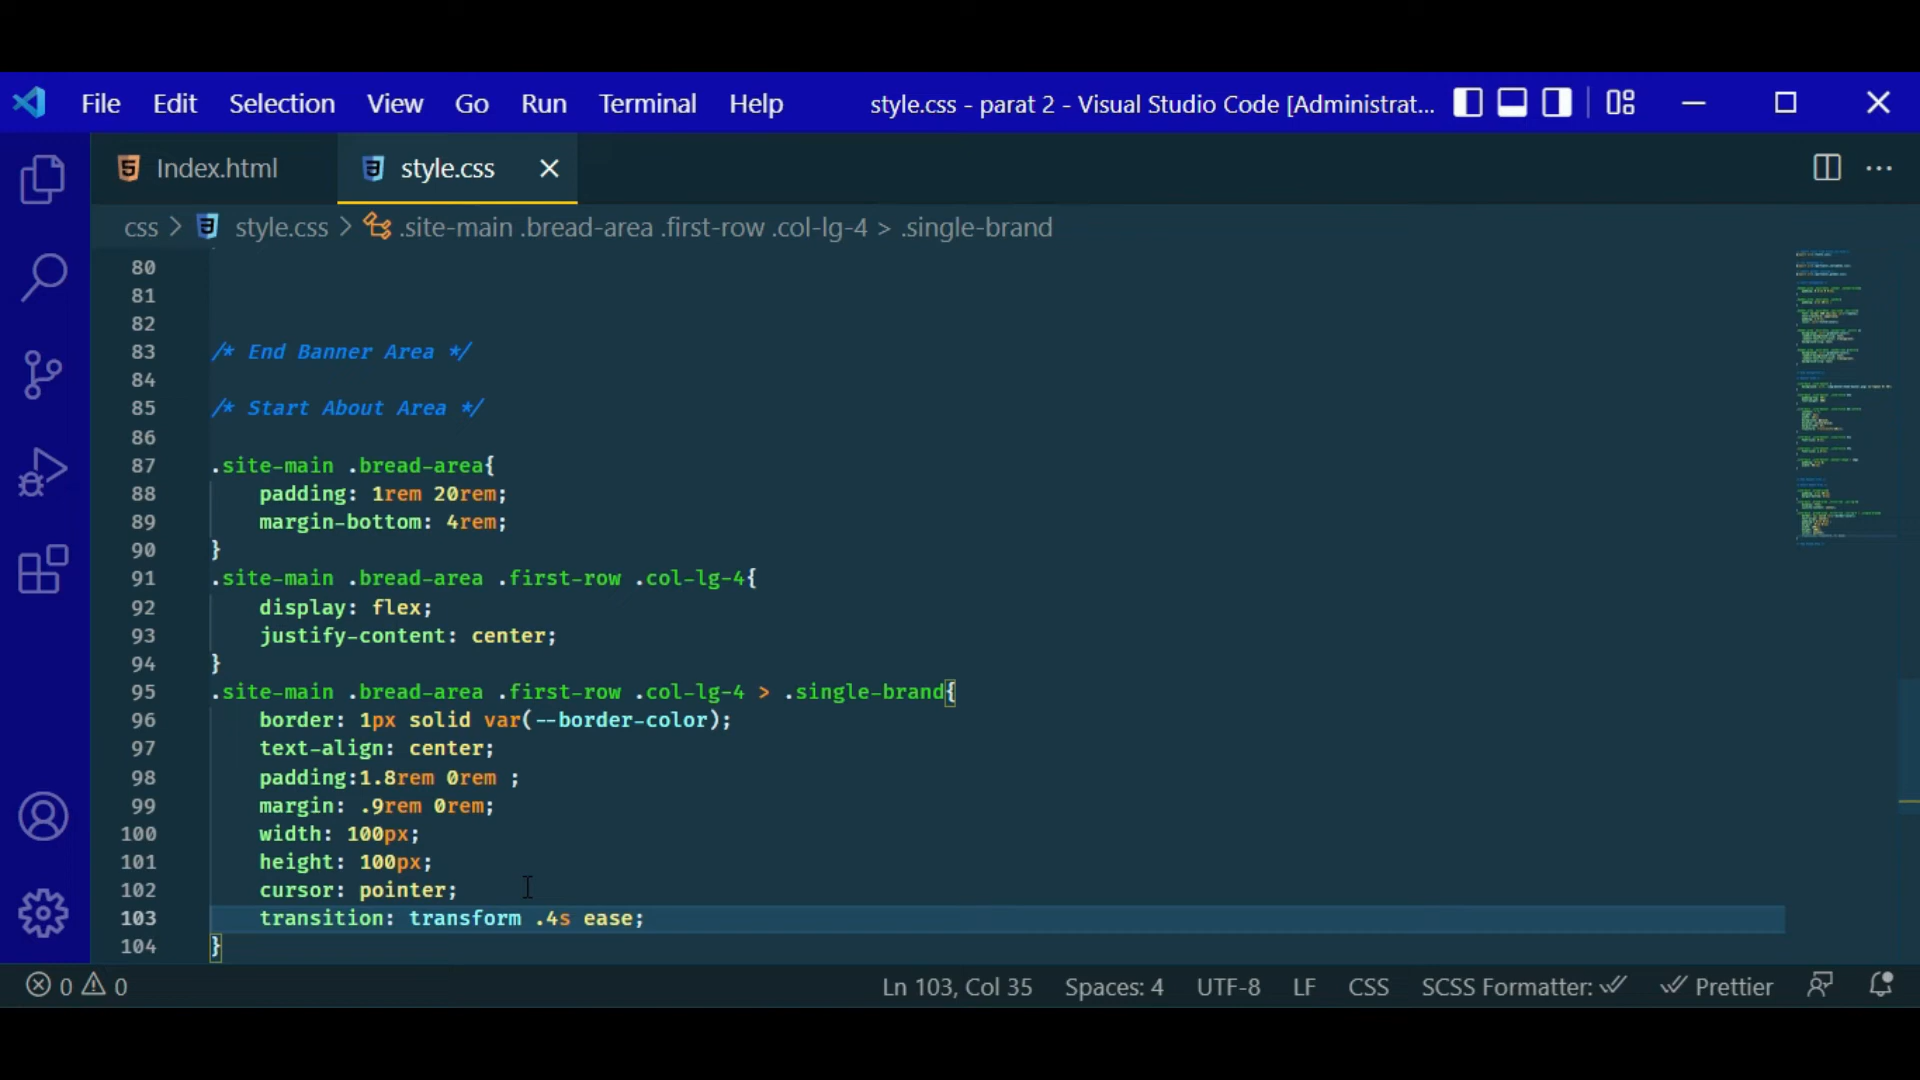 File Edit Selection View Go Run Terminal Help style.css - parat 2 - Visual Studio Code [Administrat...
Index.html style.css
css > style.css > .site-main .bread-area .first-row .col-lg-4 > .single-brand
80
81
82
83 /* End Banner Area */
84
85 /* Start About Area */
86
87 .site-main .bread-area{
88 padding: 1rem 20rem;
89 margin-bottom: 4rem;
90 }
91 .site-main .bread-area .first-row .col-lg-4{
92 display: flex;
93 justify-content: center;
94 }
95 .site-main .bread-area .first-row .col-lg-4 > .single-brand{
96 border: 1px solid var(--border-color);
97 text-align: center;
98 padding:1.8rem 0rem ;
99 margin: .9rem 0rem;
100 width: 100px;
101 height: 100px;
102 cursor: pointer;
103 transition: transform .4s ease;
104 }
0 0 Ln 103, Col 35 Spaces: 4 UTF-8 LF CSS SCSS Formatter: Prettier